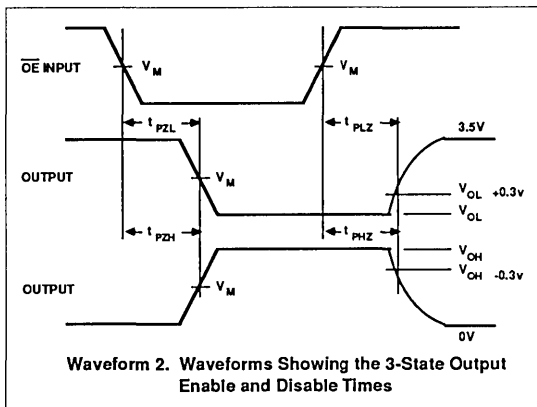 V_M
V_M
O̅E̅ INPUT
t_PZL
t_PLZ
3.5V
OUTPUT
V_M
V_OL +0.3v
V_OL
t_PZH
t_PHZ
V_OH
V_OH -0.3v
OUTPUT
V_M
0V
Waveform 2. Waveforms Showing the 3-State Output
Enable and Disable Times